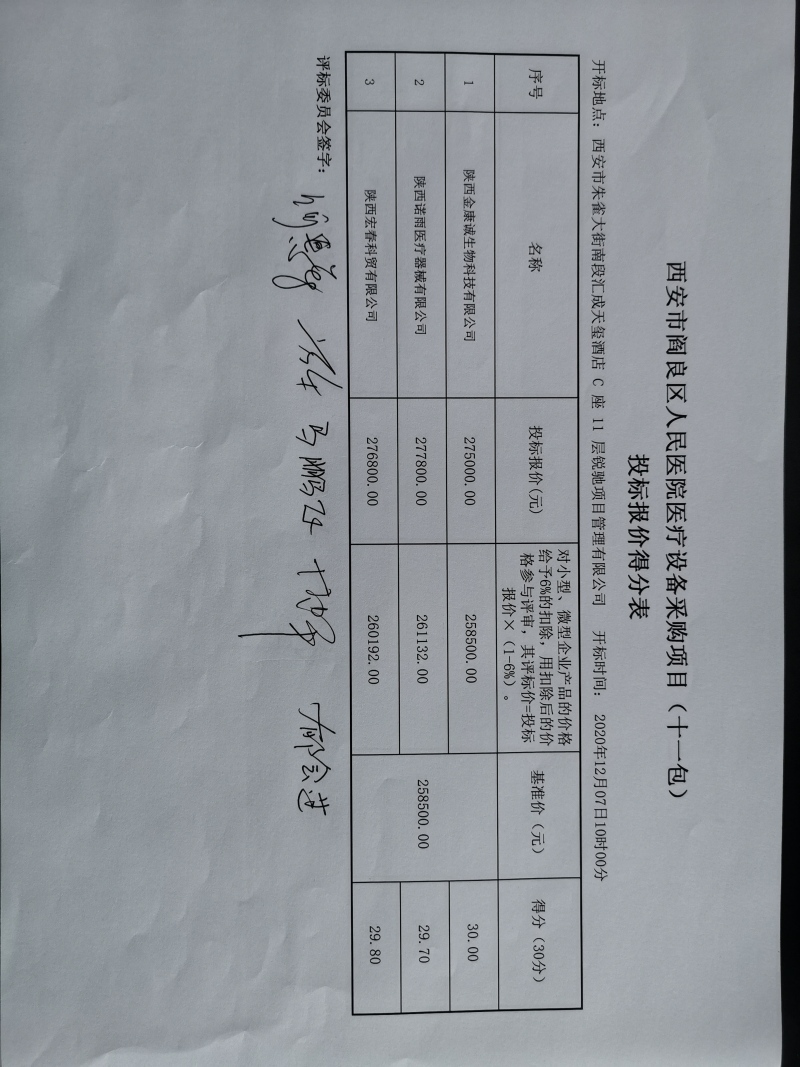 西安市阎良区人民医院医疗设备采购项目（十一包）
投标报价得分表
开标地点：西安市朱雀大街南段汇成天玺酒店 C 座 11 层锐驰项目管理有限公司 开标时间：2020年12月07日10时00分
序号 名称 投标报价(元) 对小型、微型企业产品的价格给予6%的扣除，用扣除后的价格参与评审，其评标价=投标报价×（1-6%）。 基准价（元） 得分（30分）
1 陕西金康诚生物科技有限公司 275000.00 258500.00 258500.00 30.00
2 陕西诺雨医疗器械有限公司 277800.00 261132.00 29.70
3 陕西宏春科贸有限公司 276800.00 260192.00 29.80
评标委员会签字：